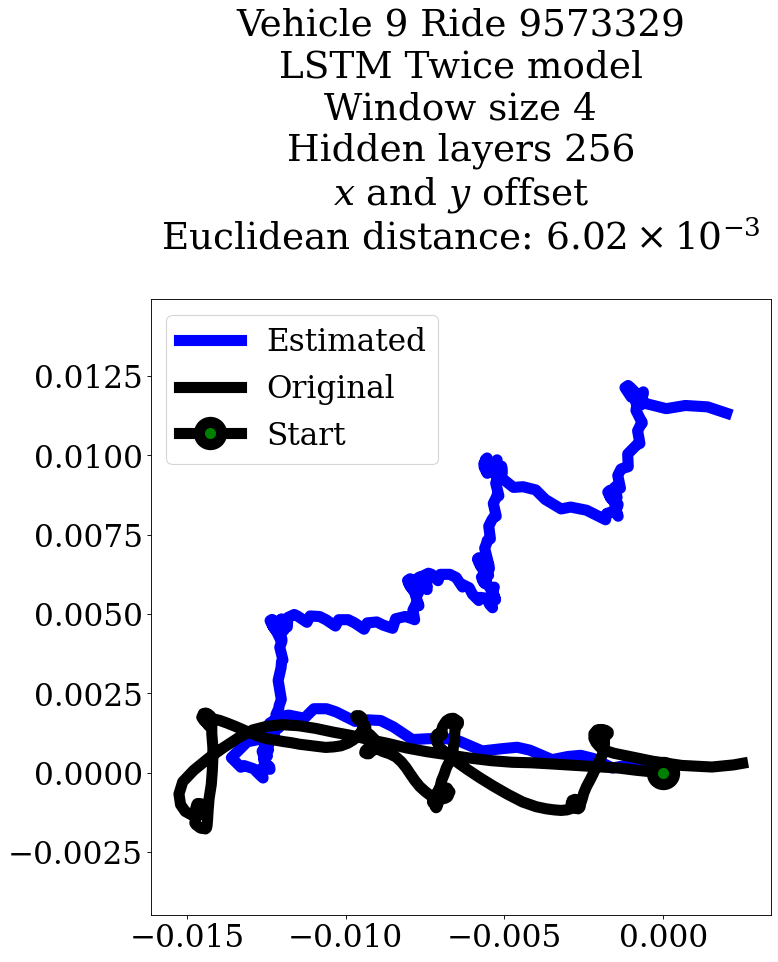 Vehicle 9 Ride 9573329
LSTM Twice model
Window size 4
Hidden layers 256
x and y offset
Euclidean distance: 6.02 × 10⁻³
Estimated
Original
Start
0.0125
0.0100
0.0075
0.0050
0.0025
0.0000
−0.0025
−0.015
−0.010
−0.005
0.000